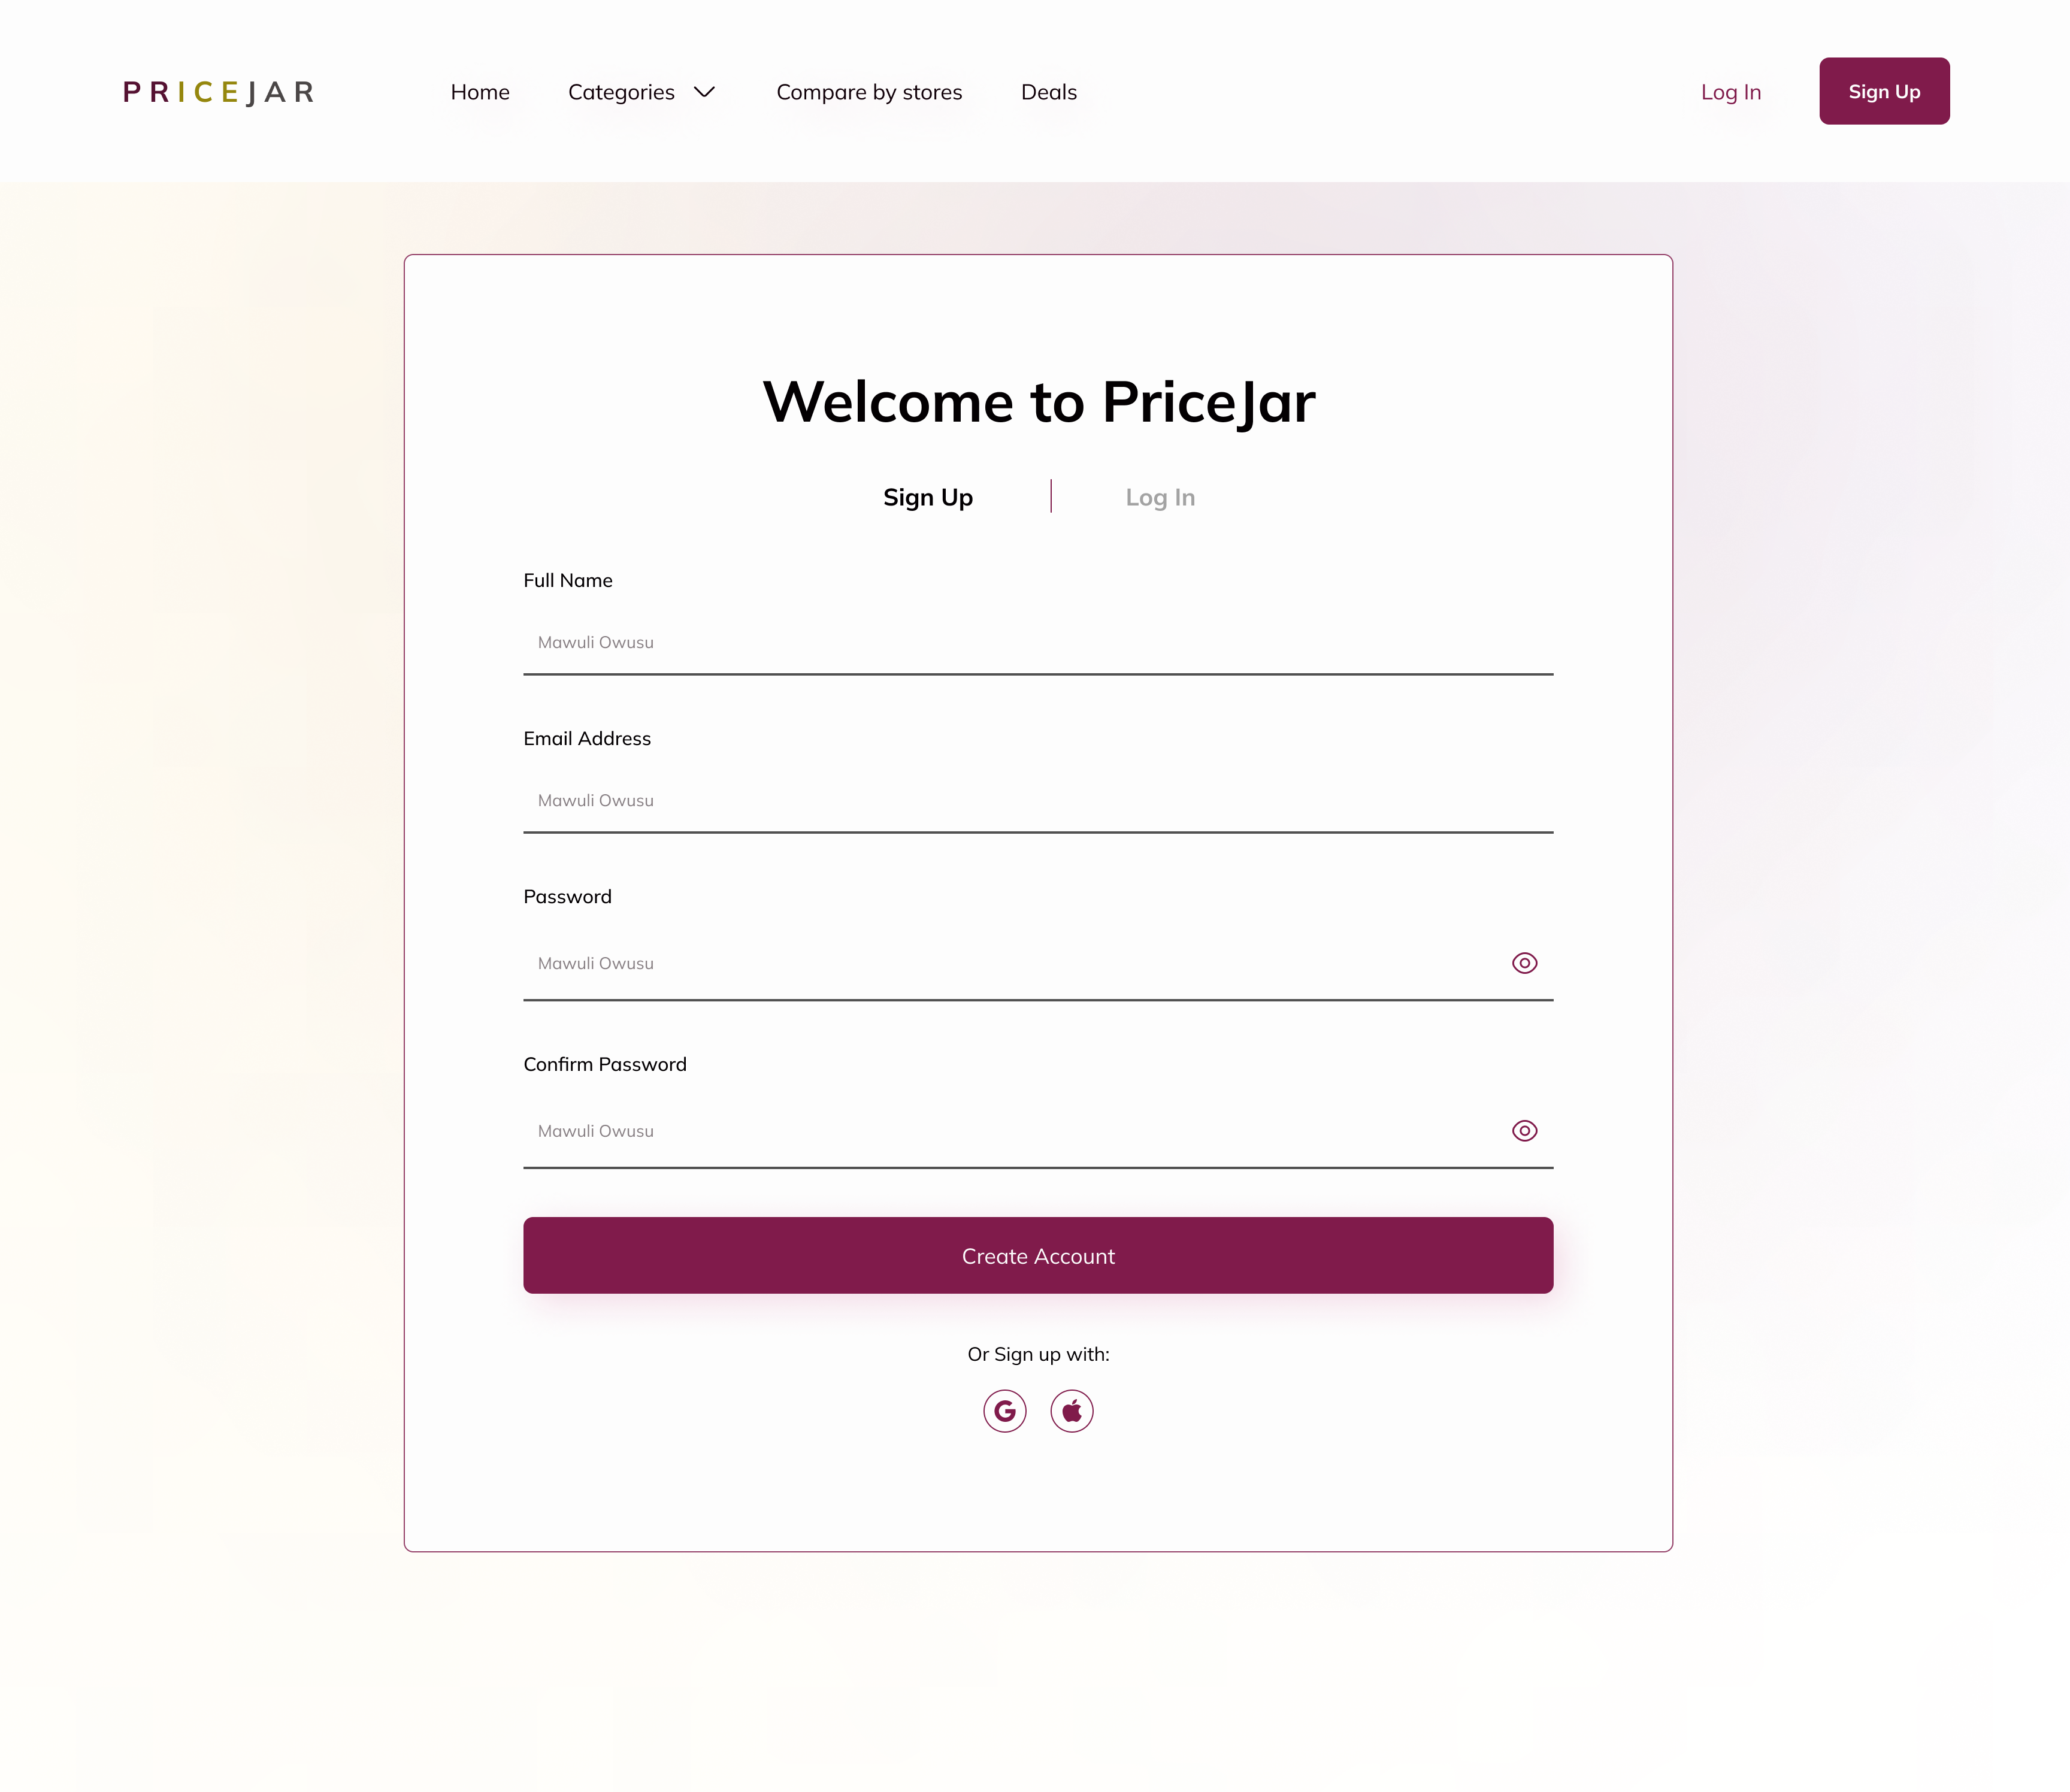 PRICEJAR
Home
Categories
Compare by stores
Deals
Log In
Sign Up
Welcome to PriceJar
Sign Up
Log In
Full Name
Mawuli Owusu
Email Address
Mawuli Owusu
Password
Mawuli Owusu
Confirm Password
Mawuli Owusu
Create Account
Or Sign up with: